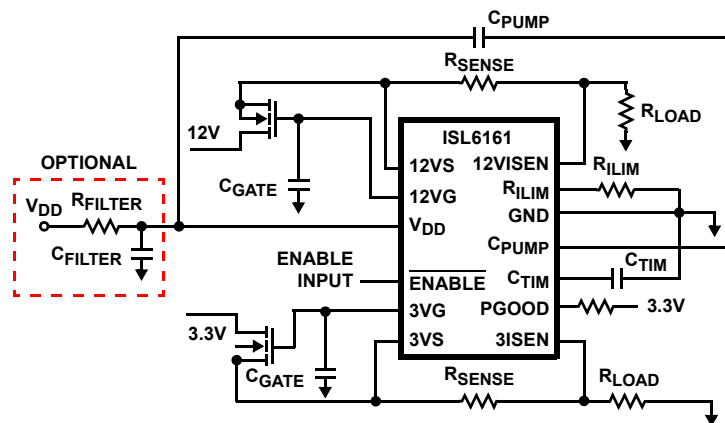 CPUMP
RSENSE
RLOAD
12V
ISL6161
OPTIONAL
12VS
12VISEN
RILIM
CGATE
12VG
RILIM
VDD
RFILTER
GND
VDD
CFILTER
CPUMP
ENABLE
INPUT
ENABLE
CTIM
CTIM
3VG
PGOOD
3.3V
3.3V
3VS
3ISEN
CGATE
RSENSE
RLOAD